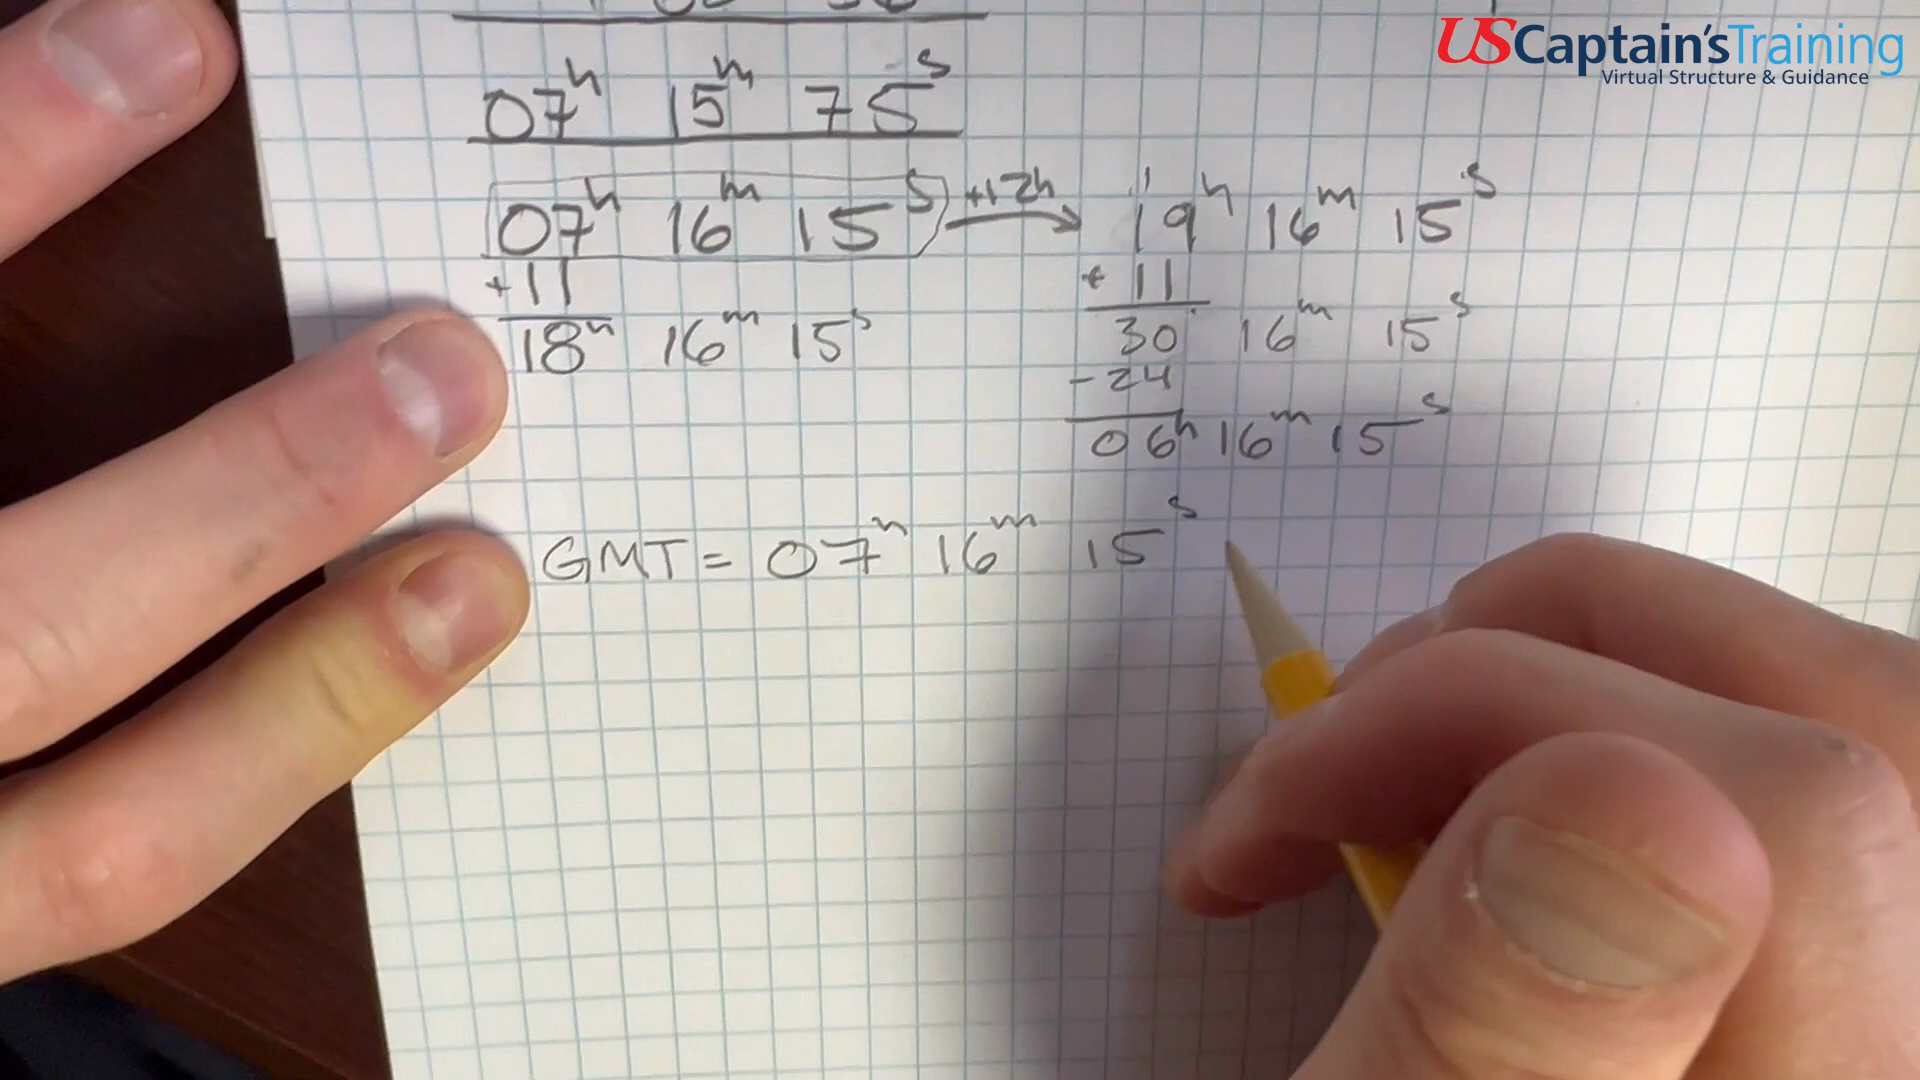 USCaptain'sTraining
Virtual Structure & Guidance
07h 15m 75s
07h 16m 15s +12h 19h 16m 15s
+11 + 11
18h 16m 15s 30 16m 15s
-24
06h 16m 15s
GMT = 07h 16m 15s